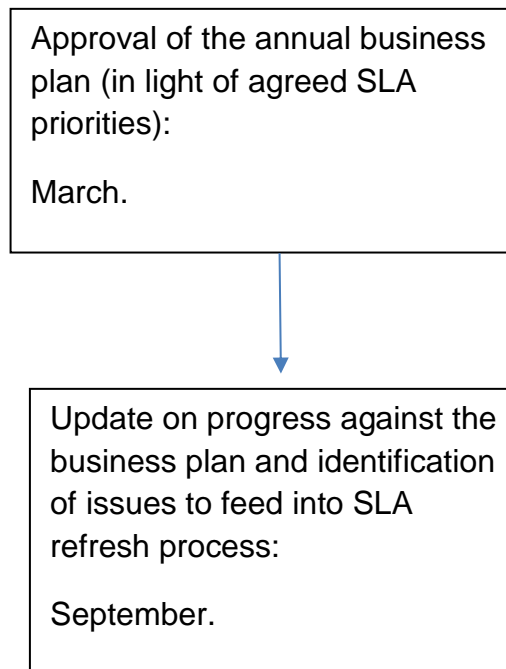 Approval of the annual business
plan (in light of agreed SLA
priorities):
March.
Update on progress against the
business plan and identification
of issues to feed into SLA
refresh process:
September.